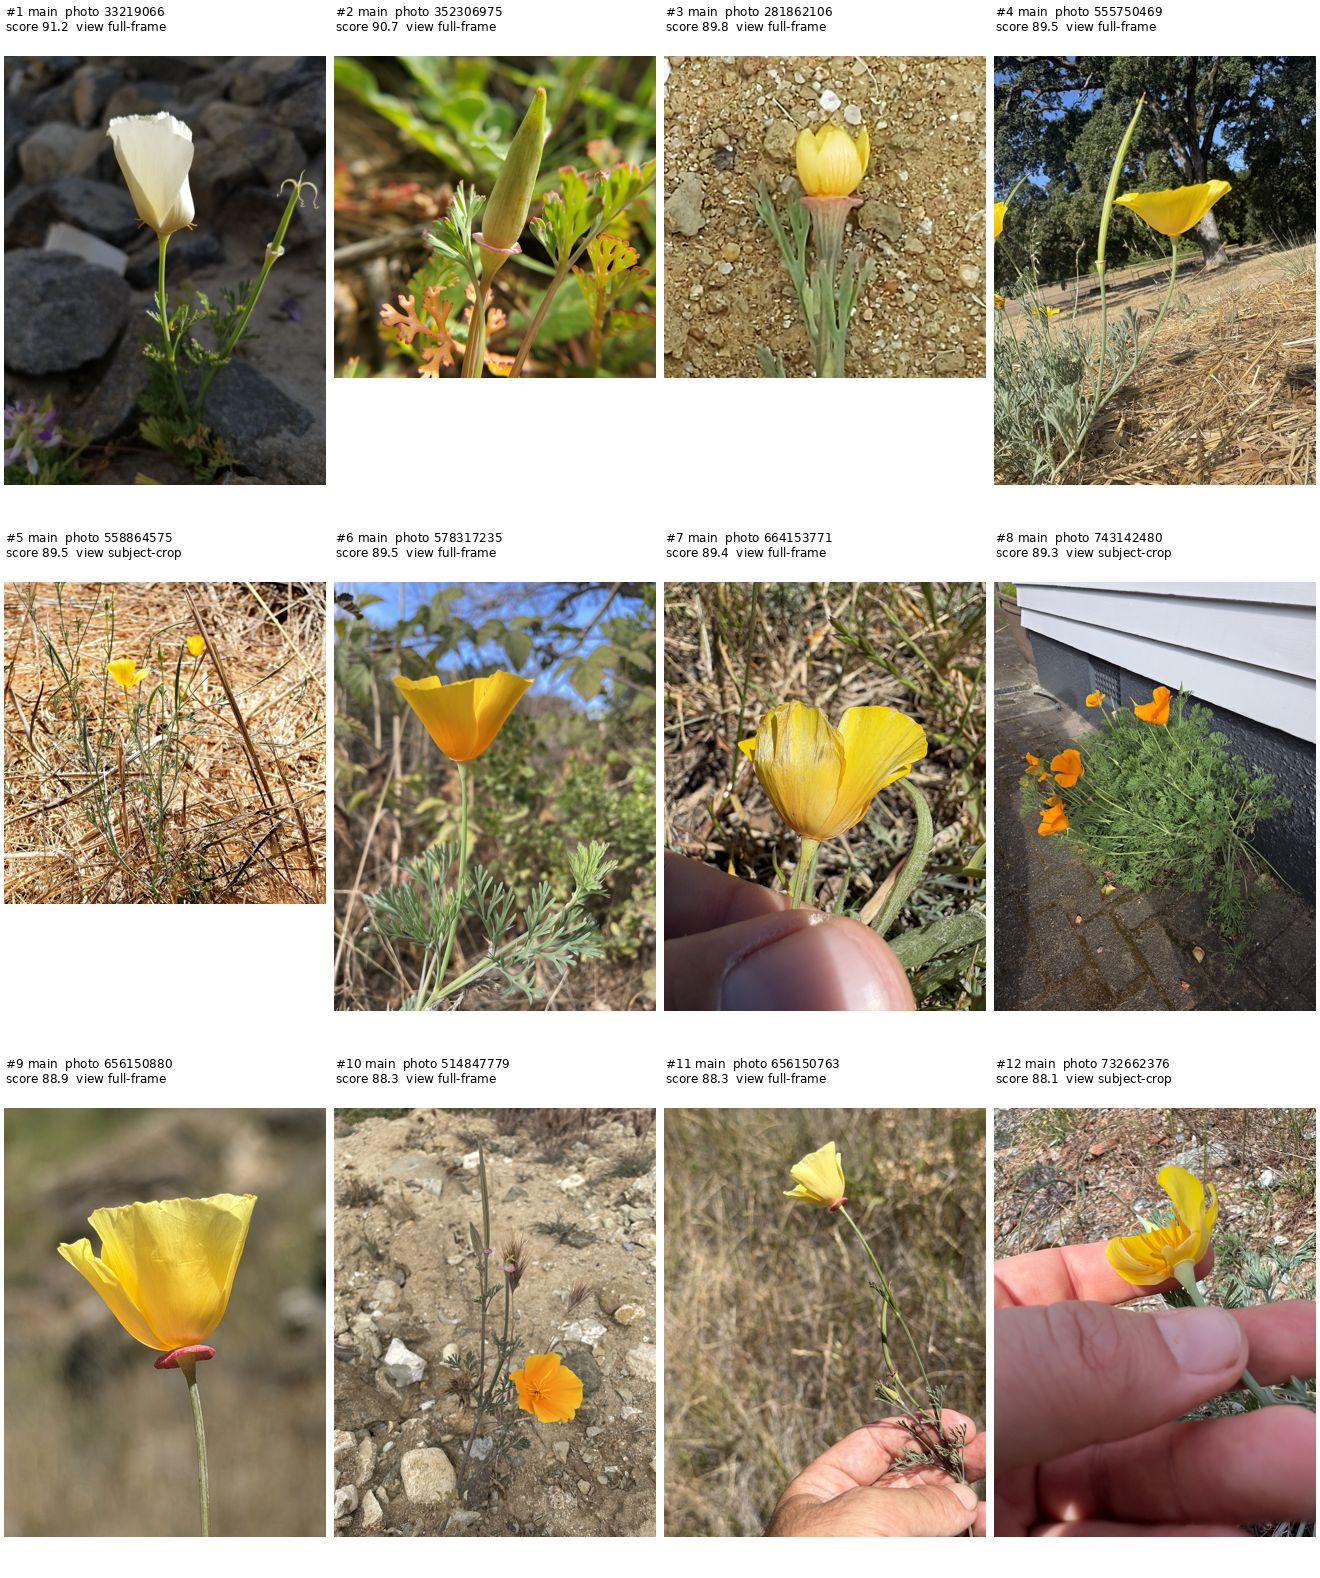 #1 main  photo 33219066
score 91.2  view full-frame
#2 main  photo 352306975
score 90.7  view full-frame
#3 main  photo 281862106
score 89.8  view full-frame
#4 main  photo 555750469
score 89.5  view full-frame
#5 main  photo 558864575
score 89.5  view subject-crop
#6 main  photo 578317235
score 89.5  view full-frame
#7 main  photo 664153771
score 89.4  view full-frame
#8 main  photo 743142480
score 89.3  view subject-crop
#9 main  photo 656150880
score 88.9  view full-frame
#10 main  photo 514847779
score 88.3  view full-frame
#11 main  photo 656150763
score 88.3  view full-frame
#12 main  photo 732662376
score 88.1  view subject-crop